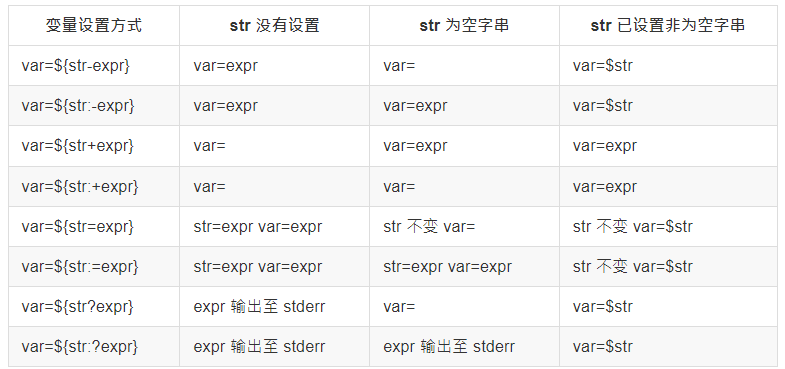 变量设置方式 str 没有设置 str 为空字串 str 已设置非为空字串
var=${str-expr} var=expr var= var=$str
var=${str:-expr} var=expr var=expr var=$str
var=${str+expr} var= var=expr var=expr
var=${str:+expr} var= var= var=expr
var=${str=expr} str=expr var=expr str 不变 var= str 不变 var=$str
var=${str:=expr} str=expr var=expr str=expr var=expr str 不变 var=$str
var=${str?expr} expr 输出至 stderr var= var=$str
var=${str:?expr} expr 输出至 stderr expr 输出至 stderr var=$str